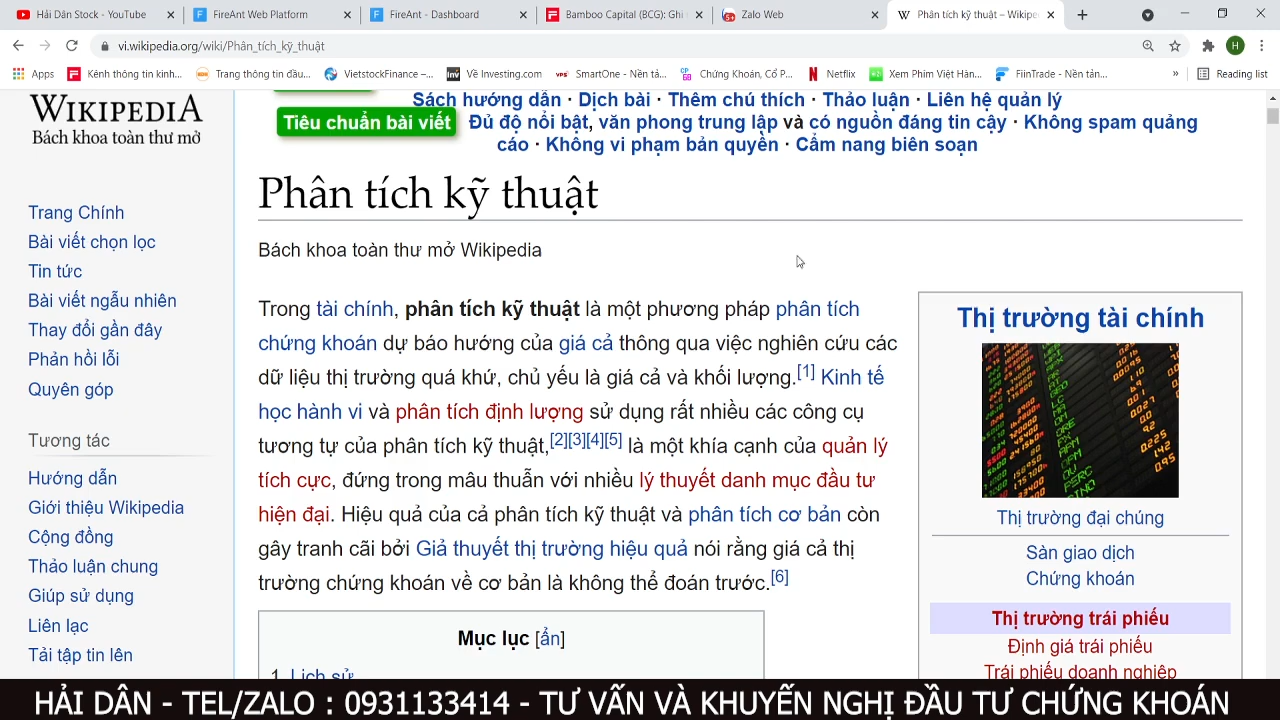 Hải Dân Stock - YouTube
FireAnt Web Platform
FireAnt - Dashboard
Bamboo Capital (BCG): Ghi
Zalo Web
Phân tích kỹ thuật – Wikipe
vi.wikipedia.org/wiki/Phân_tích_kỹ_thuật
H
Apps
Kênh thông tin kinh...
Trang thông tin đầu...
VietstockFinance –...
Về Investing.com
SmartOne - Nền tả...
Chứng Khoán, CỔ P...
Netflix
Xem Phim Việt Hàn...
FiinTrade - Nền tản...
»
Reading list
WIKIPEDIA
Bách khoa toàn thư mở
Sách hướng dẫn · Dịch bài · Thêm chú thích · Thảo luận · Liên hệ quản lý
Tiêu chuẩn bài viết
Đủ độ nổi bật, văn phong trung lập và có nguồn đáng tin cậy · Không spam quảng
cáo · Không vi phạm bản quyền · Cẩm nang biên soạn
Phân tích kỹ thuật
Bách khoa toàn thư mở Wikipedia
Trang Chính
Bài viết chọn lọc
Tin tức
Bài viết ngẫu nhiên
Thay đổi gần đây
Phản hồi lỗi
Quyên góp
Tương tác
Hướng dẫn
Giới thiệu Wikipedia
Cộng đồng
Thảo luận chung
Giúp sử dụng
Liên lạc
Tải tập tin lên
Trong tài chính, phân tích kỹ thuật là một phương pháp phân tích
chứng khoán dự báo hướng của giá cả thông qua việc nghiên cứu các
dữ liệu thị trường quá khứ, chủ yếu là giá cả và khối lượng.[1] Kinh tế
học hành vi và phân tích định lượng sử dụng rất nhiều các công cụ
tương tự của phân tích kỹ thuật,[2][3][4][5] là một khía cạnh của quản lý
tích cực, đứng trong mâu thuẫn với nhiều lý thuyết danh mục đầu tư
hiện đại. Hiệu quả của cả phân tích kỹ thuật và phân tích cơ bản còn
gây tranh cãi bởi Giả thuyết thị trường hiệu quả nói rằng giá cả thị
trường chứng khoán về cơ bản là không thể đoán trước.[6]
Mục lục [ẩn]
1 Lịch sử
Thị trường tài chính
Thị trường đại chúng
Sàn giao dịch
Chứng khoán
Thị trường trái phiếu
Định giá trái phiếu
Trái phiếu doanh nghiệp
HẢI DÂN - TEL/ZALO : 0931133414 - TƯ VẤN VÀ KHUYẾN NGHỊ ĐẦU TƯ CHỨNG KHOÁN